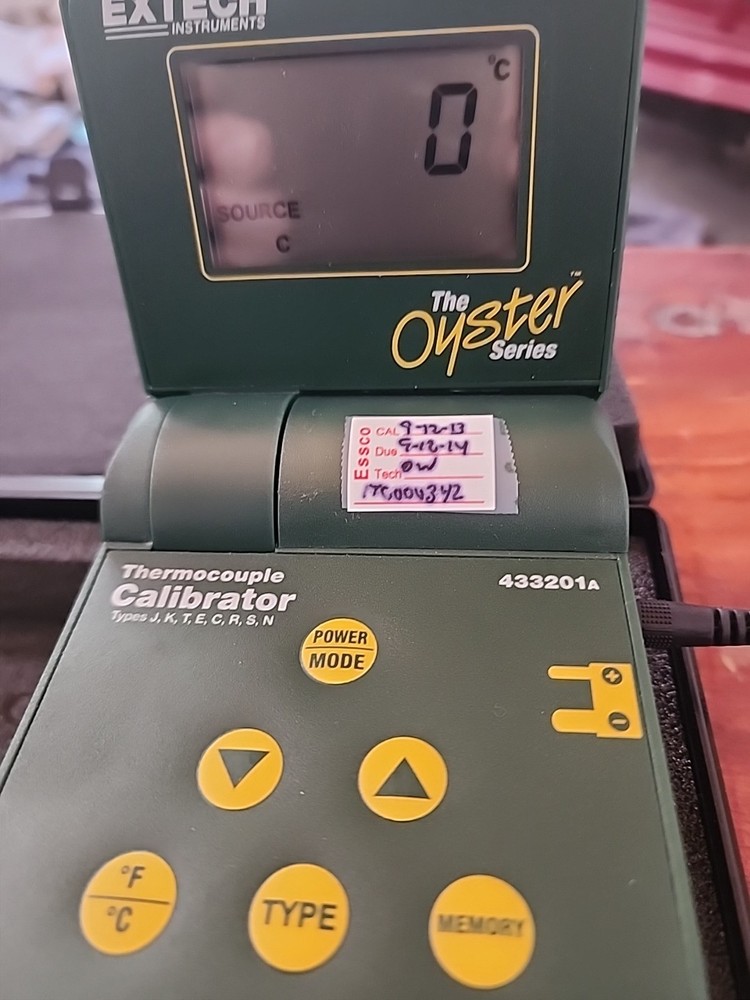 EXTECH
INSTRUMENTS
°C
0
SOURCE
C
The
Oyster™
Series
Essco
CAL 9-12-13
Due 9-12-14
Tech OW
Thermocouple
Calibrator
Types J, K, T, E, C, R, S, N
433201A
POWER
MODE
+
-
°F
°C
TYPE
MEMORY